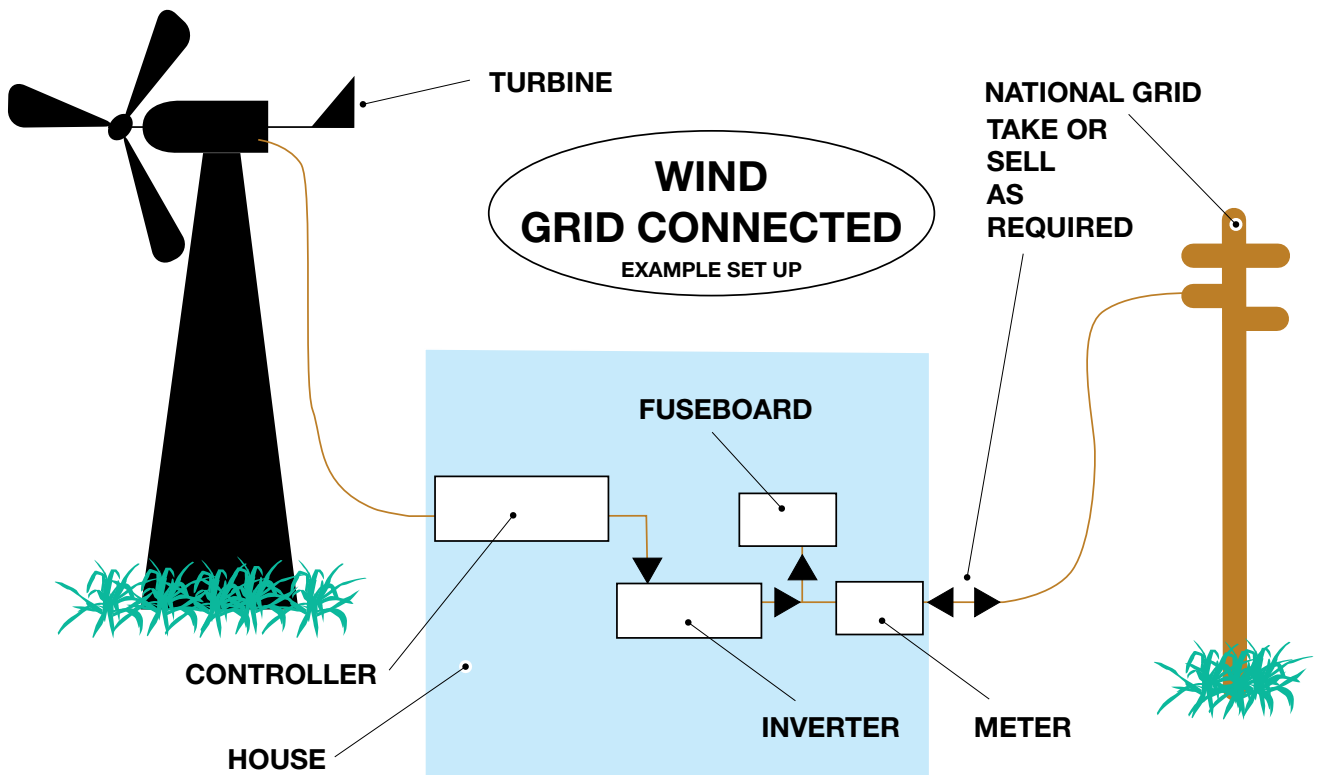 TURBINE
NATIONAL GRID
TAKE OR
SELL
AS
REQUIRED
WIND
GRID CONNECTED
EXAMPLE SET UP
FUSEBOARD
CONTROLLER
INVERTER
METER
HOUSE